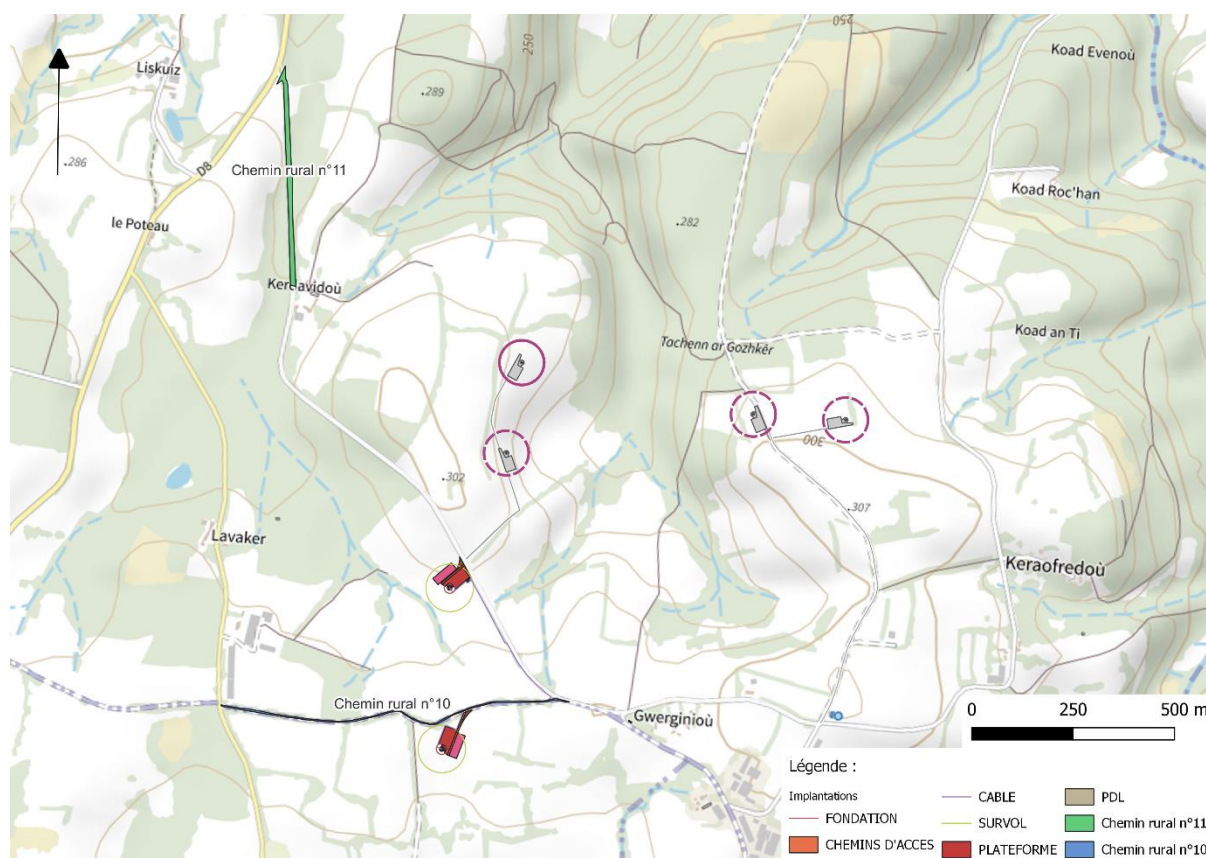 250
250
Koad Evenoù
Liskuiz
289
286
Chemin rural n°11
D8
Koad Roc'han
282
le Poteau
Koad an Ti
Tachenn ar Gozhkêr
300
302
307
Lavaker
Keraofredoù
Chemin rural n°10
Gwerginioù
0 250 500 m
Légende :
Implantations
FONDATION
CHEMINS D'ACCES
CABLE
SURVOL
PLATEFORME
PDL
Chemin rural n°11
Chemin rural n°10